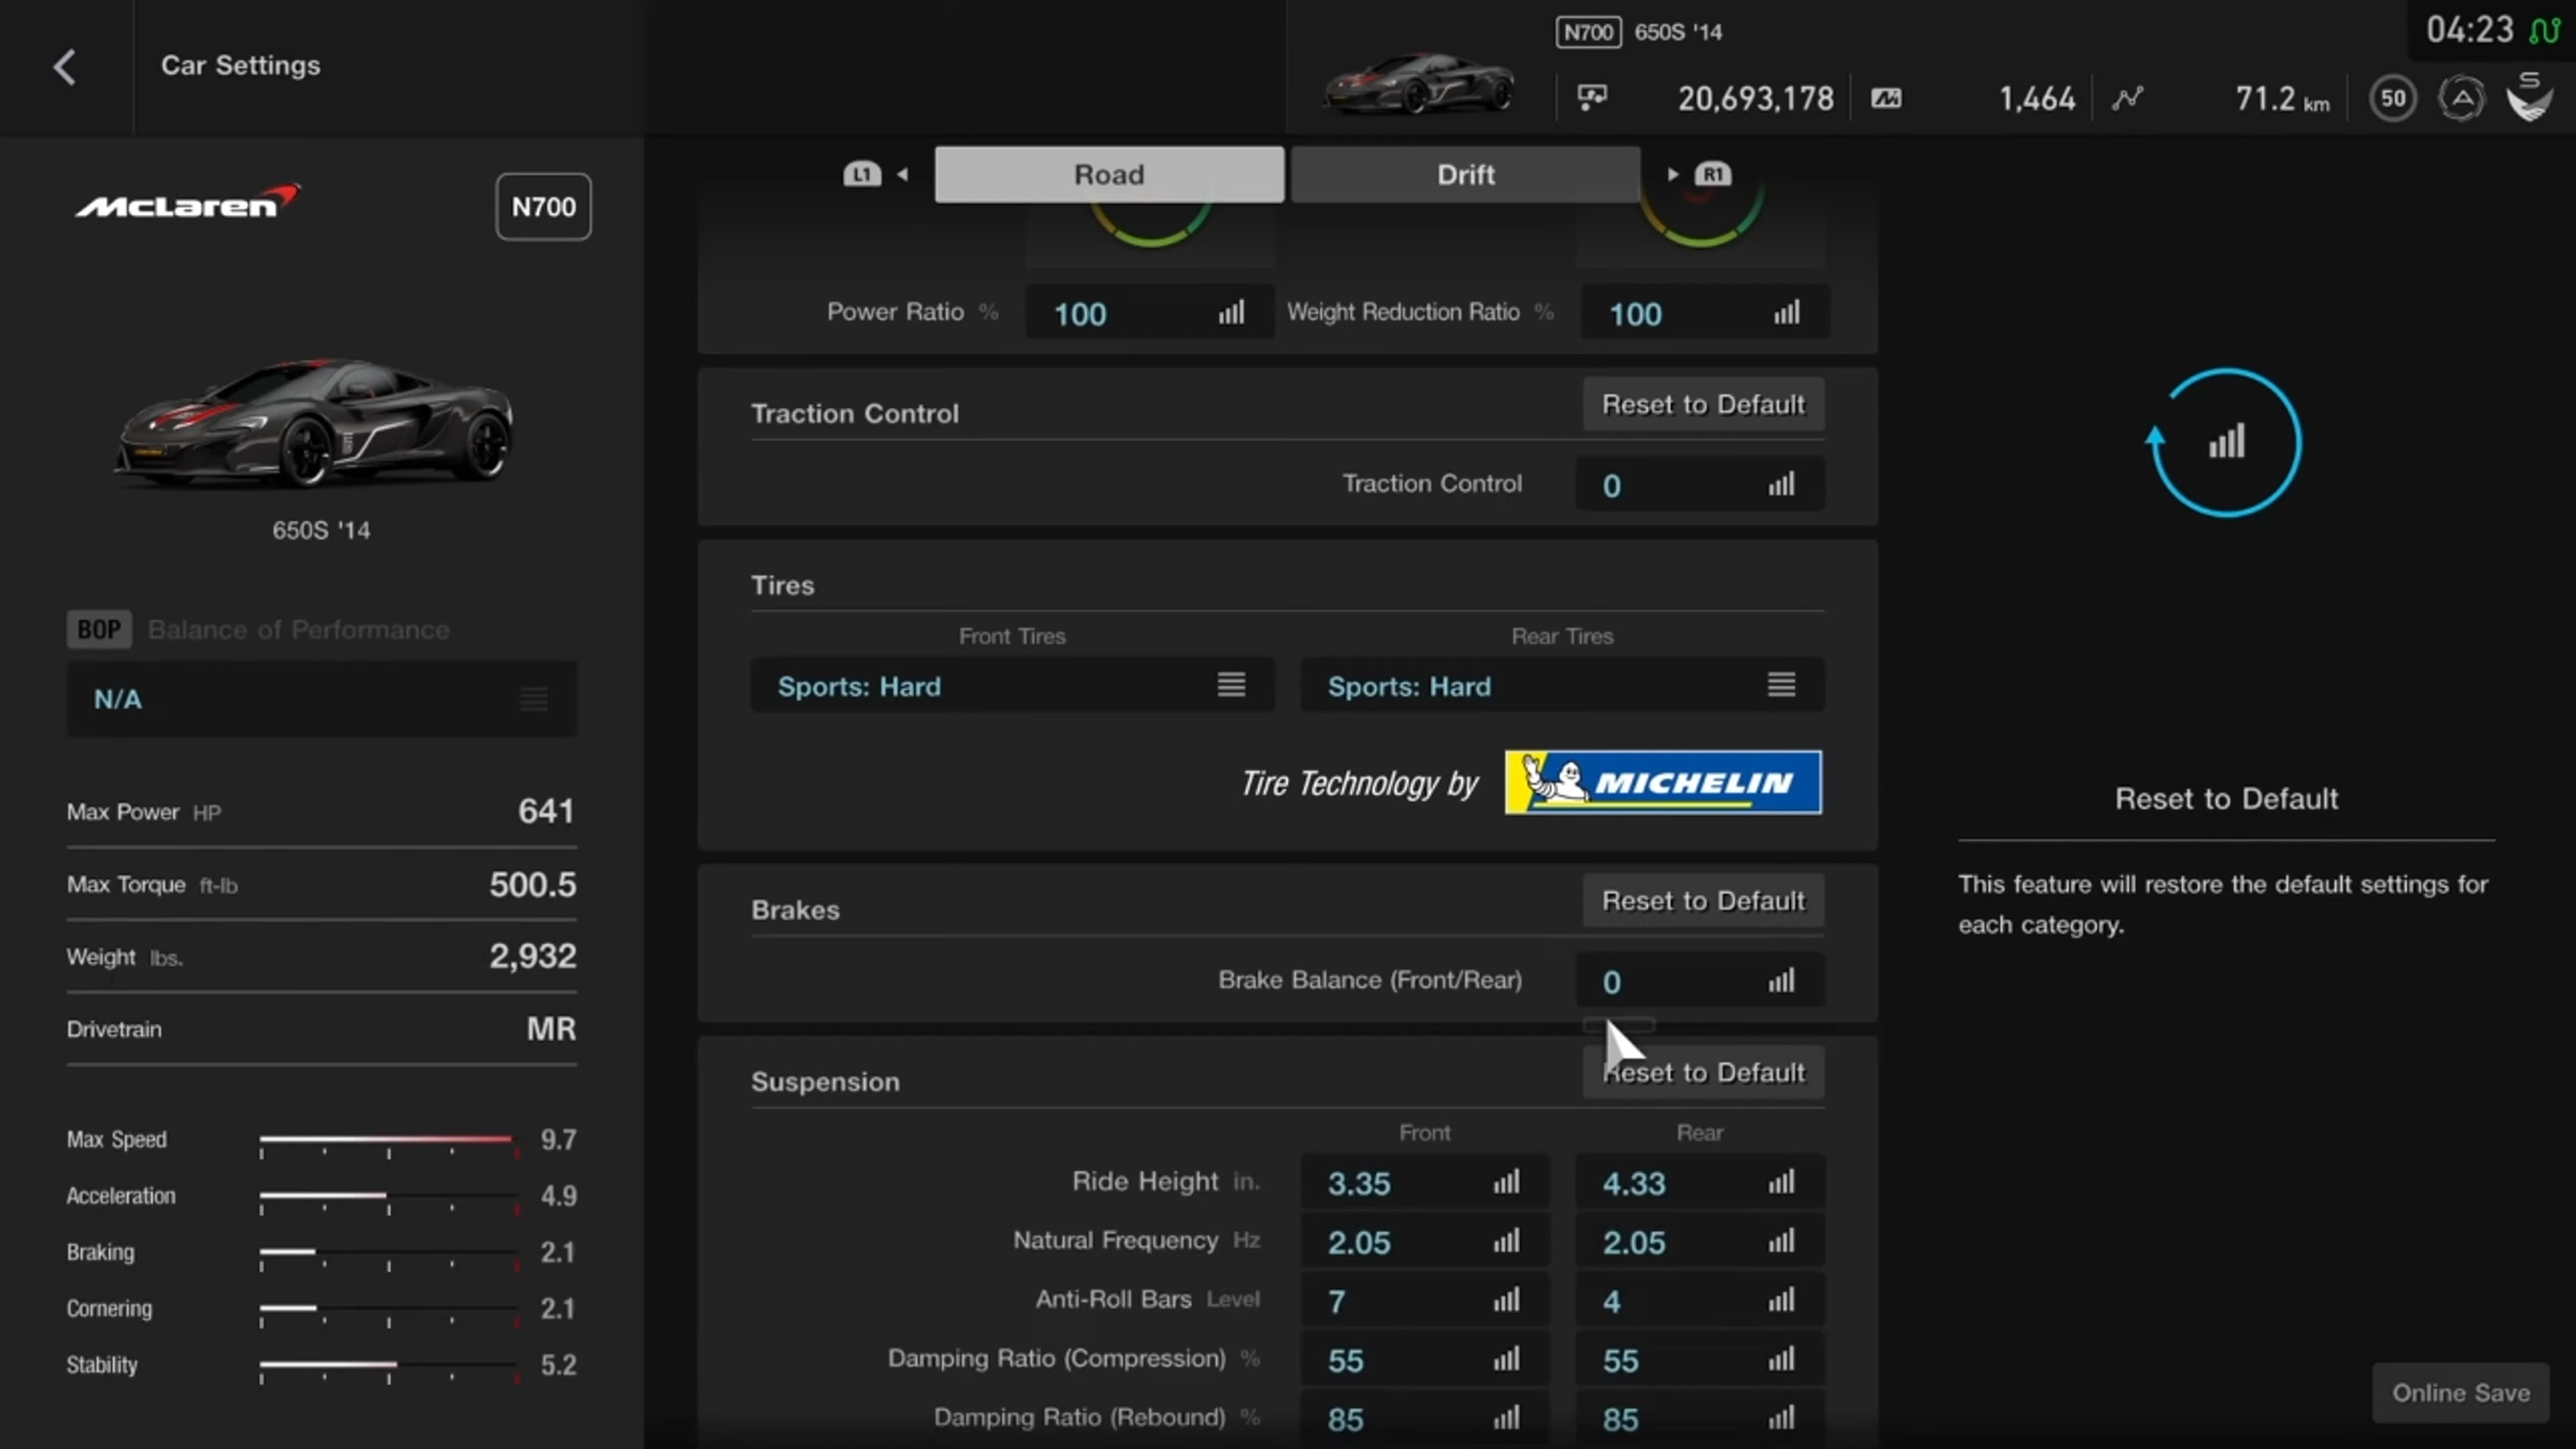 Car Settings
N700 650S '14
04:23
20,693,178
1,464
71.2 km
50
A
S
McLaren
N700
650S '14
BOP Balance of Performance
N/A
Max Power HP 641
Max Torque ft-lb 500.5
Weight lbs. 2,932
Drivetrain MR
Max Speed 9.7
Acceleration 4.9
Braking 2.1
Cornering 2.1
Stability 5.2
L1 Road Drift R1
Power Ratio % 100 Weight Reduction Ratio % 100
Traction Control Reset to Default
Traction Control 0
Tires
Front Tires Rear Tires
Sports: Hard Sports: Hard
Tire Technology by MICHELIN
Brakes Reset to Default
Brake Balance (Front/Rear) 0
Suspension Reset to Default
Front Rear
Ride Height in. 3.35 4.33
Natural Frequency Hz 2.05 2.05
Anti-Roll Bars Level 7 4
Damping Ratio (Compression) % 55 55
Damping Ratio (Rebound) % 85 85
Reset to Default
This feature will restore the default settings for
each category.
Online Save